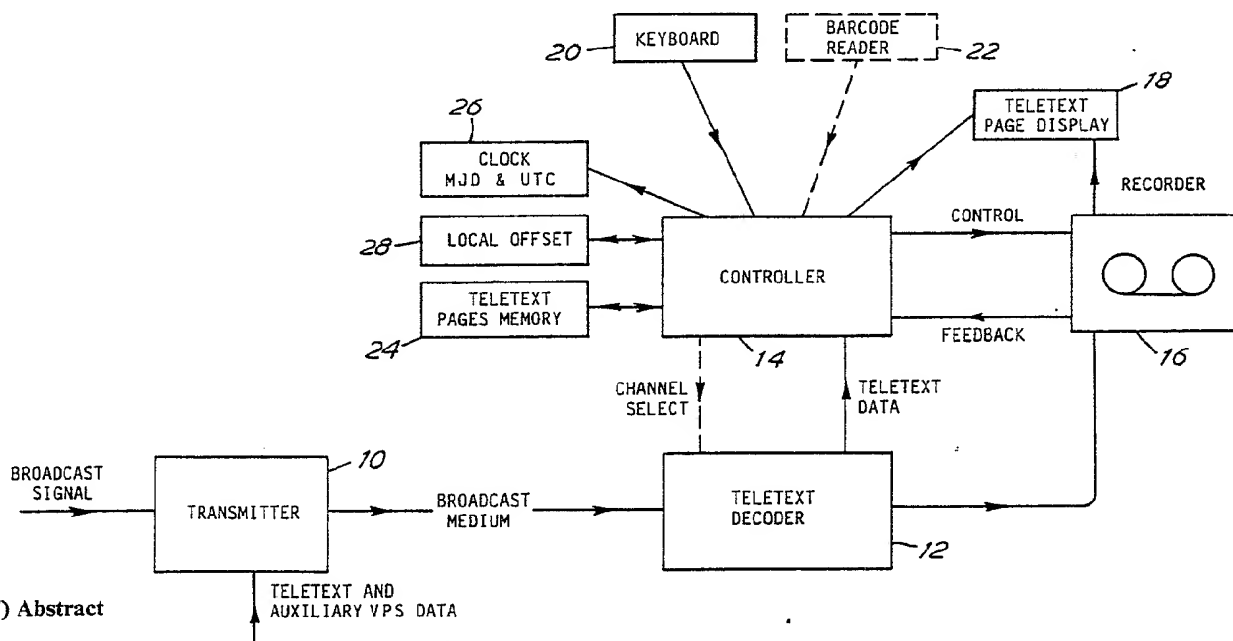 20
KEYBOARD
BARCODE
READER
22
18
TELETEXT
PAGE DISPLAY
26
CLOCK
MJD & UTC
RECORDER
28
LOCAL OFFSET
CONTROL
CONTROLLER
24
TELETEXT
PAGES MEMORY
FEEDBACK
14
16
CHANNEL
SELECT
TELETEXT
DATA
10
BROADCAST
SIGNAL
TRANSMITTER
BROADCAST
MEDIUM
TELETEXT
DECODER
12
) Abstract
TELETEXT AND
AUXILIARY VPS DATA